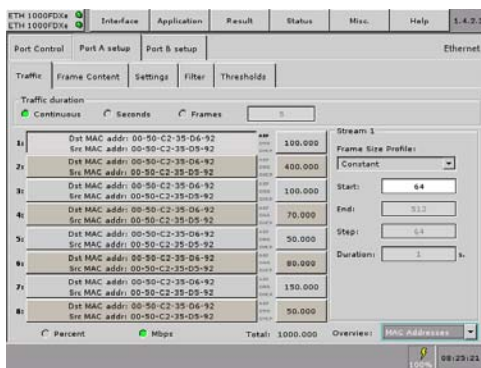 ETH 1000FDXe Interface Application Result Status Misc. Help 1.4.2.
ETH 1000FDXe
Port Control Port A setup Port B setup Ethernet
Traffic Frame Content Settings Filter Thresholds
Traffic duration
Continuous Seconds Frames 5
Stream 1
1: Dst MAC addr: 00-50-C2-35-D6-92 100.000
Src MAC addr: 00-50-C2-35-D5-92
Frame Size Profile:
Constant
2: Dst MAC addr: 00-50-C2-35-D6-92 400.000
Src MAC addr: 00-50-C2-35-D5-92
3: Dst MAC addr: 00-50-C2-35-D6-92 100.000
Src MAC addr: 00-50-C2-35-D5-92
Start: 64
4: Dst MAC addr: 00-50-C2-35-D6-92 70.000
Src MAC addr: 00-50-C2-35-D5-92
End: 512
5: Dst MAC addr: 00-50-C2-35-D6-92 50.000
Src MAC addr: 00-50-C2-35-D5-92
Step: 64
6: Dst MAC addr: 00-50-C2-35-D6-92 80.000
Src MAC addr: 00-50-C2-35-D5-92
Duration: 1 s.
7: Dst MAC addr: 00-50-C2-35-D6-92 150.000
Src MAC addr: 00-50-C2-35-D5-92
8: Dst MAC addr: 00-50-C2-35-D6-92 50.000
Src MAC addr: 00-50-C2-35-D5-92
Percent Mbps Total: 1000.000 Overview: MAC Addresses
100% 08:25:21